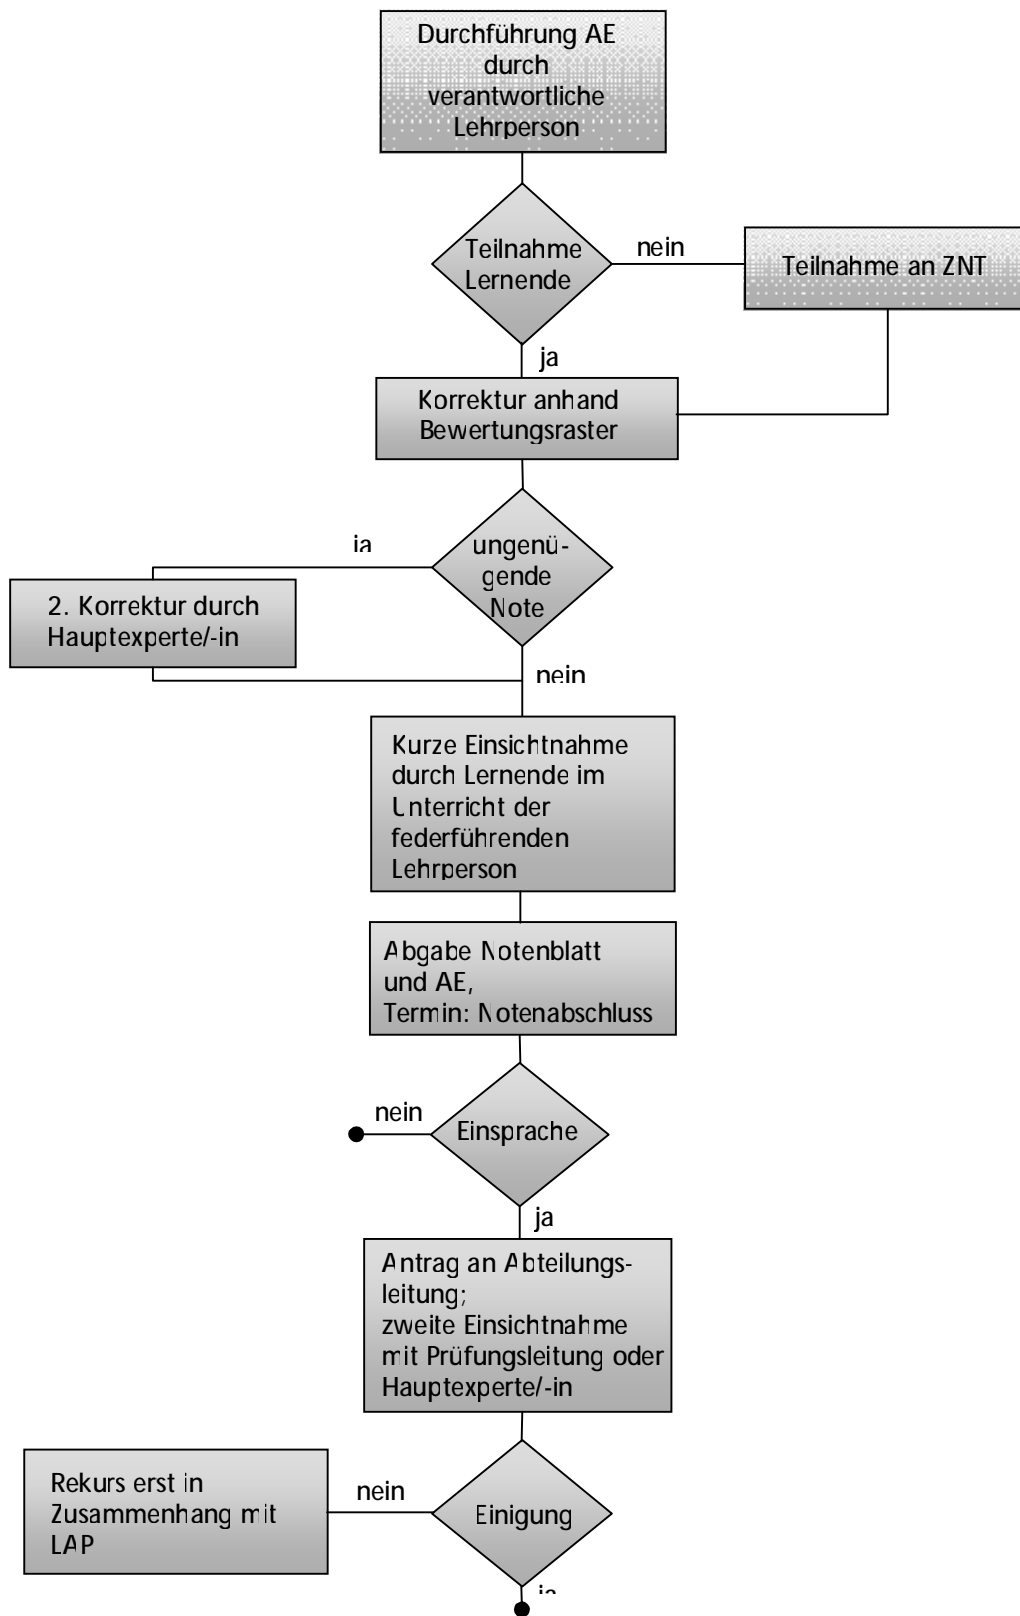 Durchführung AE
durch
verantwortliche
Lehrperson
Teilnahme
Lernende
nein
Teilnahme an ZNT
ja
Korrektur anhand
Bewertungsraster
ungenü-
gende
Note
ja
2. Korrektur durch
Hauptexperte/-in
nein
Kurze Einsichtnahme
durch Lernende im
Unterricht der
federführenden
Lehrperson
Abgabe Notenblatt
und AE,
Termin: Notenabschluss
Einsprache
nein
ja
Antrag an Abteilungs-
leitung;
zweite Einsichtnahme
mit Prüfungsleitung oder
Hauptexperte/-in
Einigung
nein
Rekurs erst in
Zusammenhang mit
LAP
ja